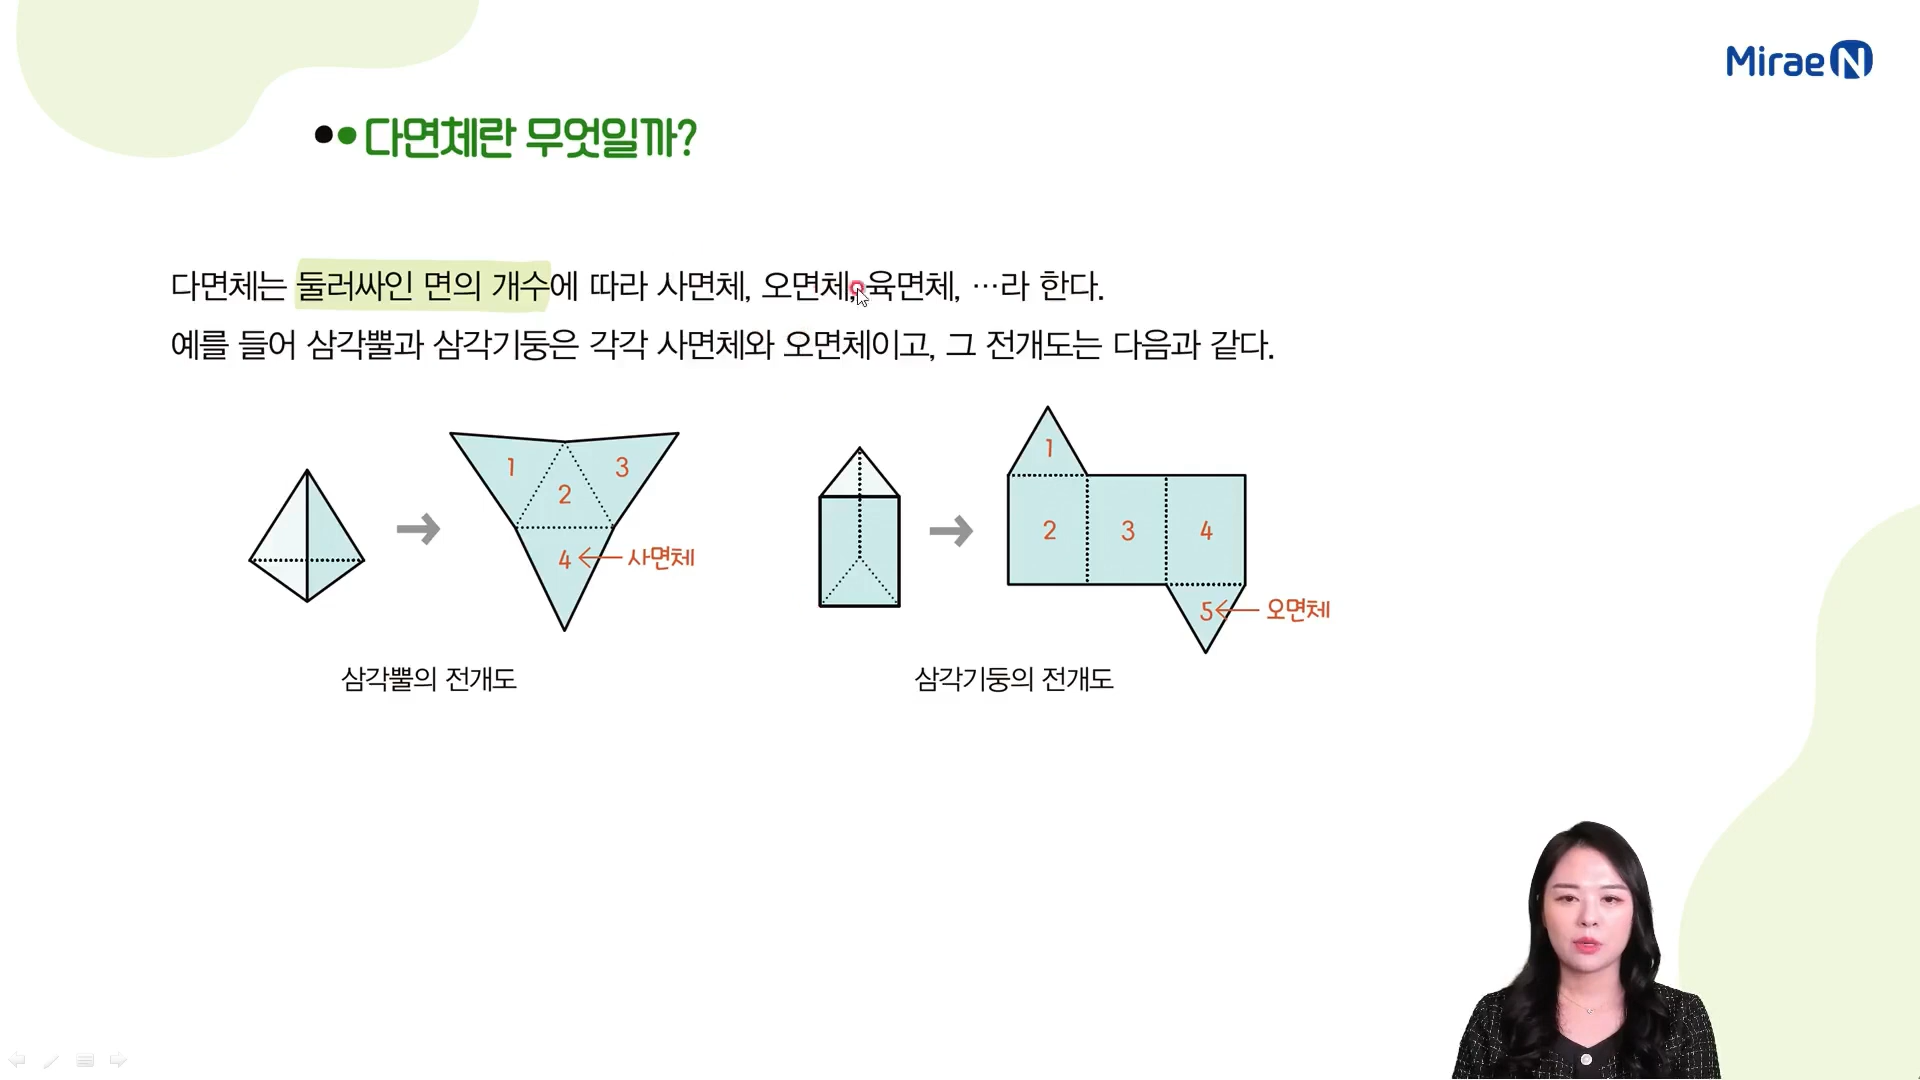 MiraeN
다면체란 무엇일까?
다면체는 둘러싸인 면의 개수에 따라 사면체, 오면체, 육면체, …라 한다.
예를 들어 삼각뿔과 삼각기둥은 각각 사면체와 오면체이고, 그 전개도는 다음과 같다.
1
3
2
4
사면체
삼각뿔의 전개도
1
2
3
4
5
오면체
삼각기둥의 전개도